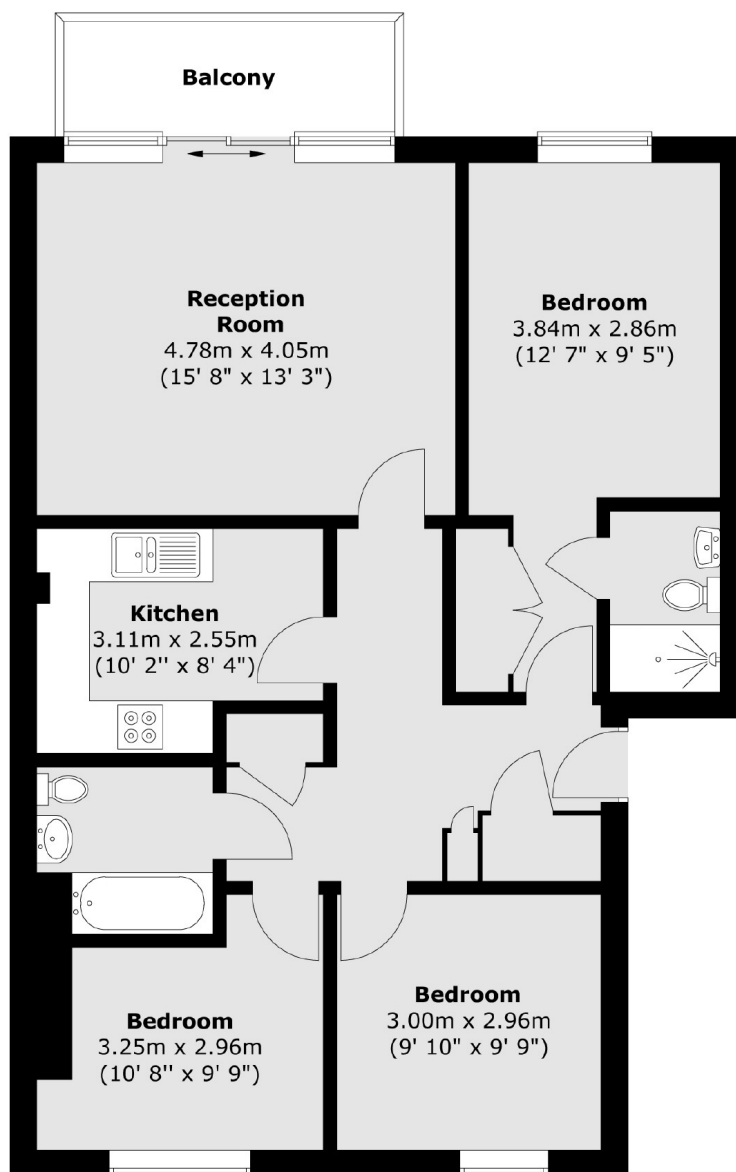 Balcony
Reception
Room
4.78m x 4.05m
(15' 8" x 13' 3")
Bedroom
3.84m x 2.86m
(12' 7" x 9' 5")
Kitchen
3.11m x 2.55m
(10' 2'' x 8' 4")
Bedroom
3.25m x 2.96m
(10' 8'' x 9' 9")
Bedroom
3.00m x 2.96m
(9' 10" x 9' 9")